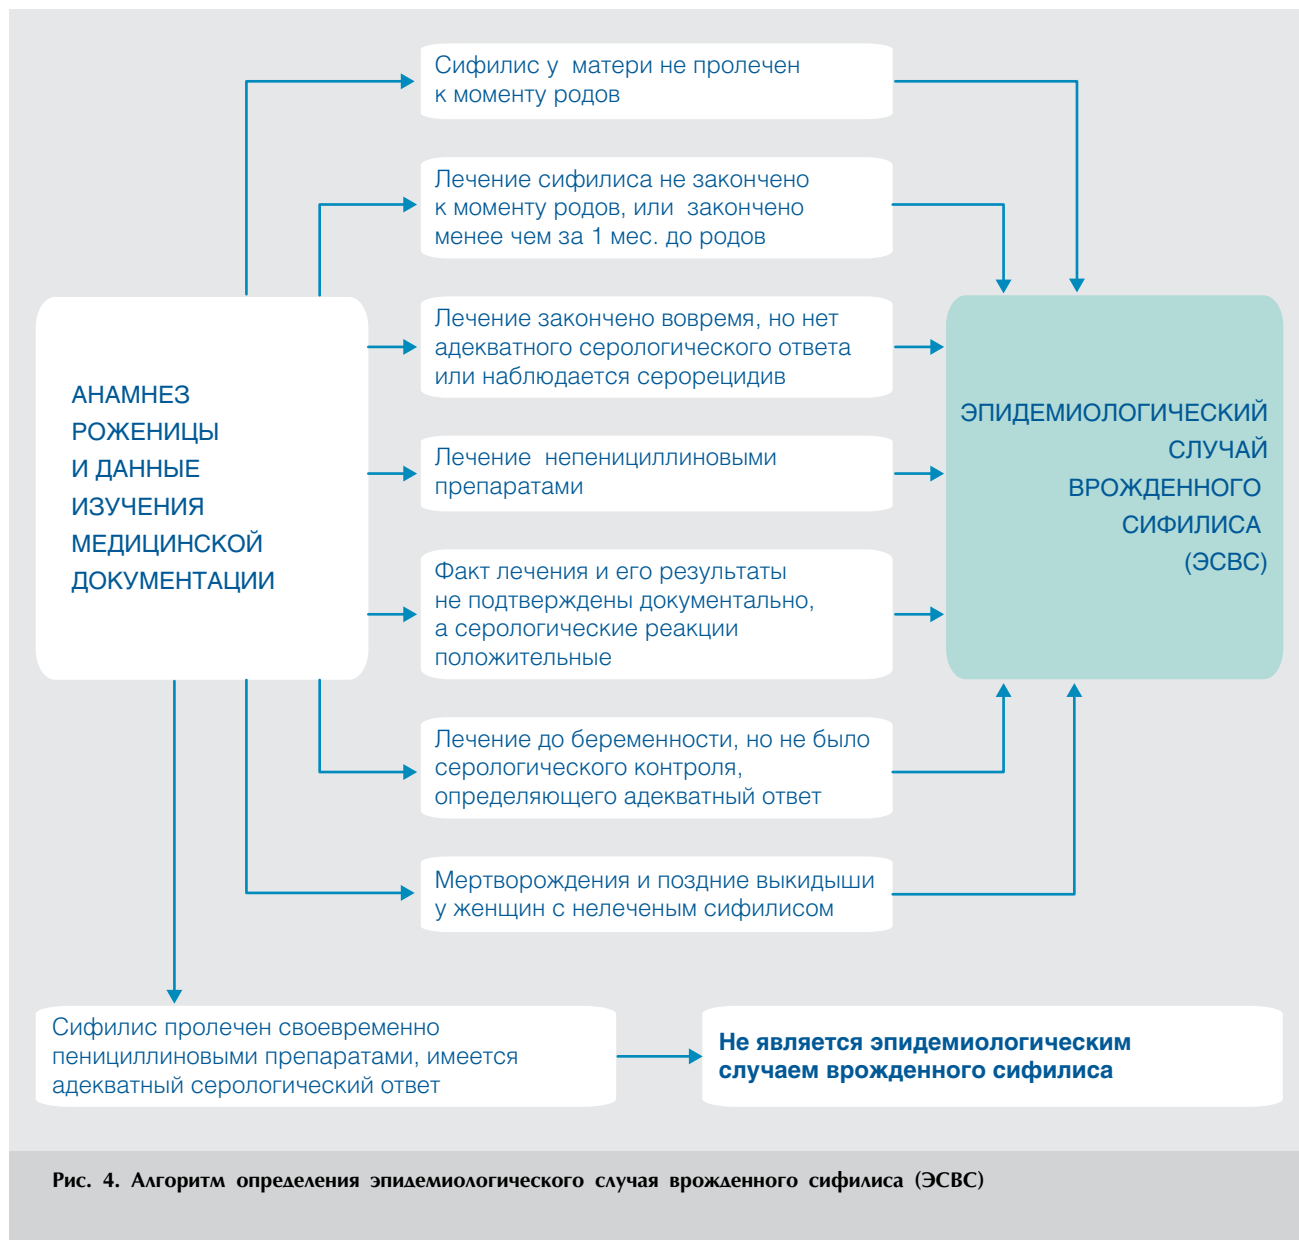 Сифилис у матери не пролечен
к моменту родов
Лечение сифилиса не закончено
к моменту родов, или закончено
менее чем за 1 мес. до родов
Лечение закончено вовремя, но нет
адекватного серологического ответа
или наблюдается серорецидив
АНАМНЕЗ
РОЖЕНИЦЫ
И ДАННЫЕ
ИЗУЧЕНИЯ
МЕДИЦИНСКОЙ
ДОКУМЕНТАЦИИ
Лечение непенициллиновыми
препаратами
Факт лечения и его результаты
не подтверждены документально,
а серологические реакции
положительные
Лечение до беременности, но не было
серологического контроля,
определяющего адекватный ответ
Мертворождения и поздние выкидыши
у женщин с нелеченым сифилисом
ЭПИДЕМИОЛОГИЧЕСКИЙ
СЛУЧАЙ
ВРОЖДЕННОГО
СИФИЛИСА
(ЭСВС)
Сифилис пролечен своевременно
пенициллиновыми препаратами, имеется
адекватный серологический ответ
Не является эпидемиологическим
случаем врожденного сифилиса
Рис. 4. Алгоритм определения эпидемиологического случая врожденного сифилиса (ЭСВС)